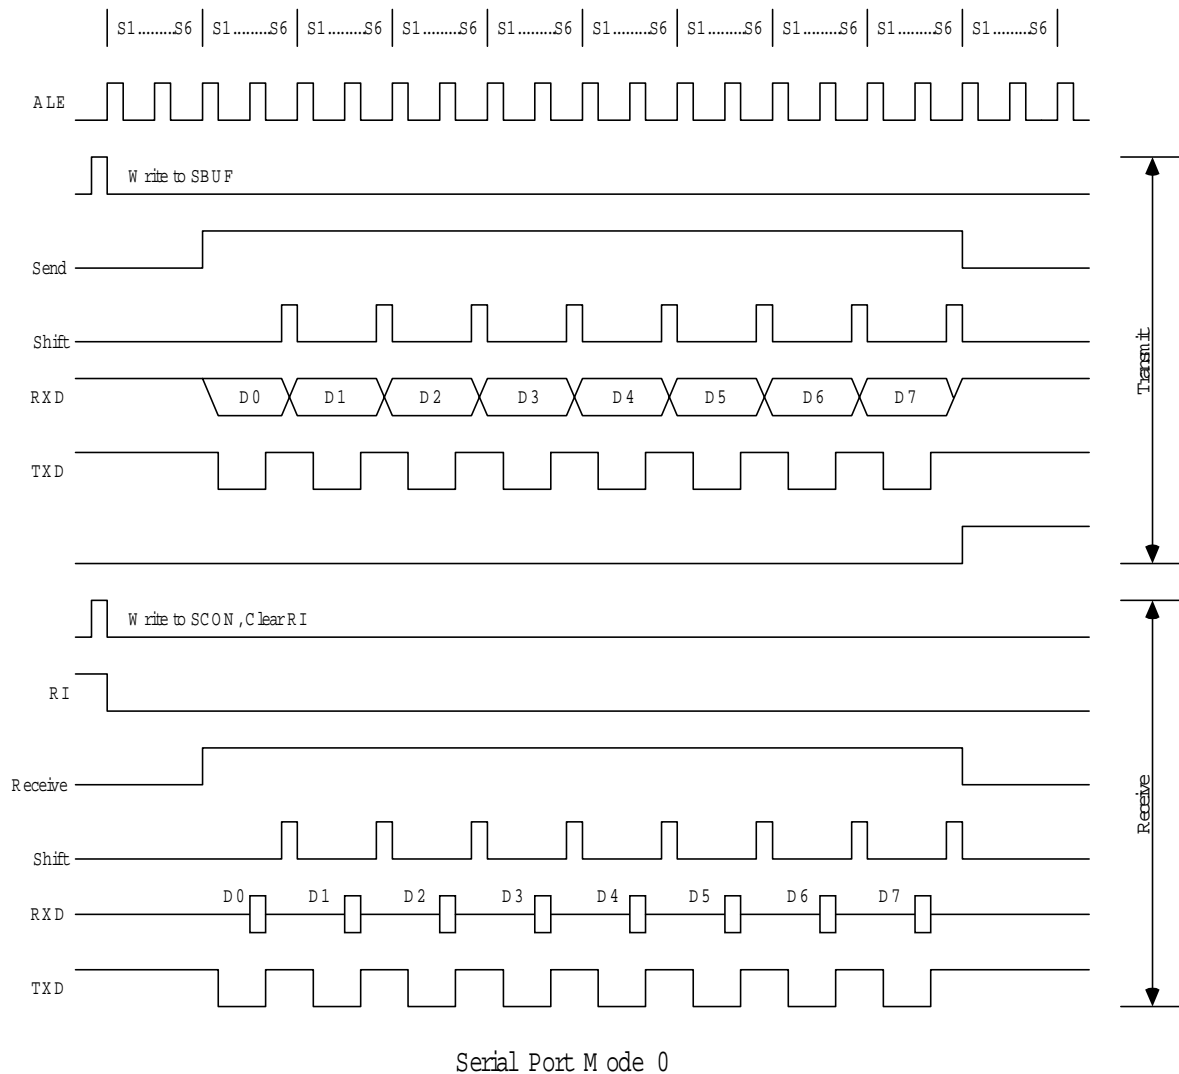 S1.........S6 S1.........S6 S1.........S6 S1.........S6 S1.........S6 S1.........S6 S1.........S6 S1.........S6 S1.........S6 S1.........S6
ALE
Write to SBUF
Send
Shift
RXD D0 D1 D2 D3 D4 D5 D6 D7
TXD
Transmit
Write to SCON, Clear RI
RI
Receive
Shift
RXD D0 D1 D2 D3 D4 D5 D6 D7
TXD
Receive
Serial Port Mode 0